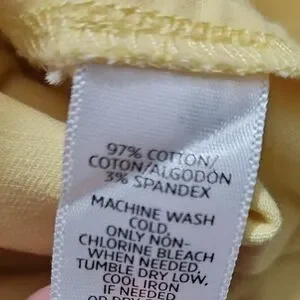 97% COTTON/
COTON/ALGODÓN
3% SPANDEX
MACHINE WASH
COLD,
ONLY NON-
CHLORINE BLEACH
WHEN NEEDED,
TUMBLE DRY LOW,
COOL IRON
IF NEEDED